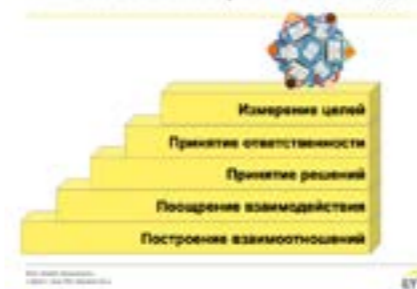 Измерение целей
Принятие ответственности
Принятие решений
Поощрение взаимодействия
Построение взаимоотношений